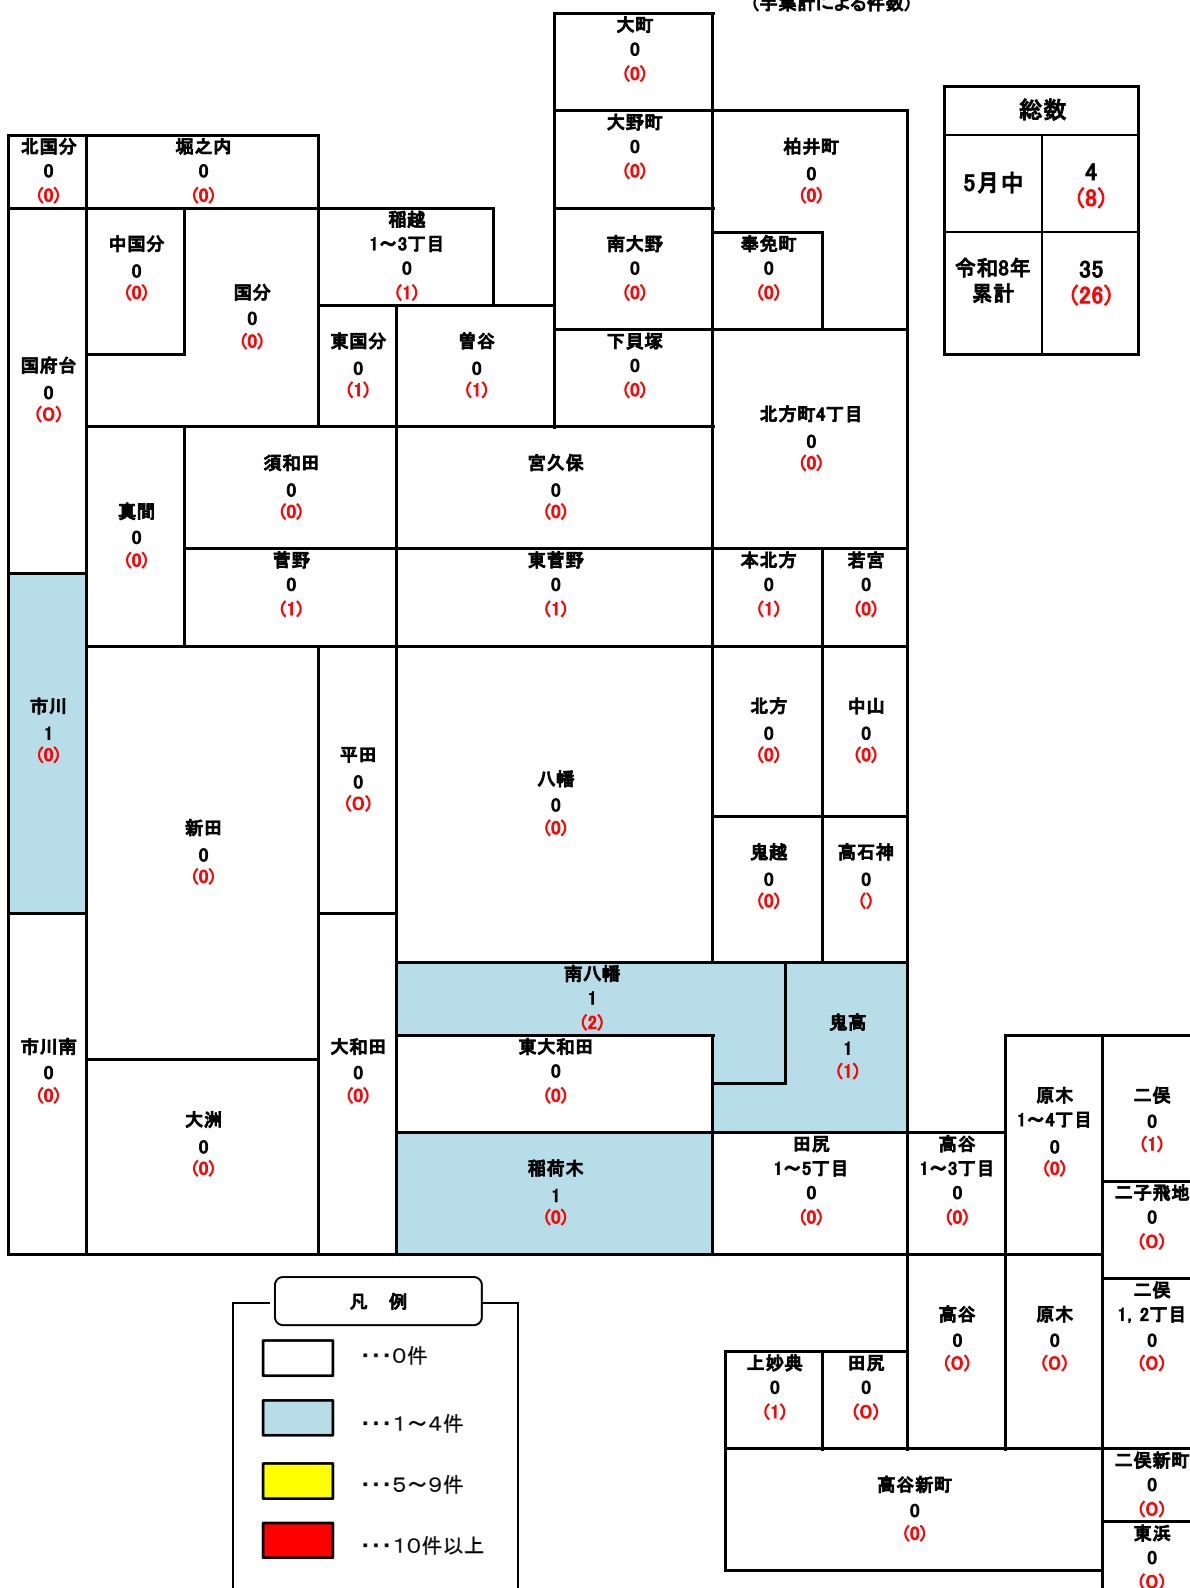 (手集計による件数)
大町
0
(0)
総数
5月中
4
(8)
令和8年
累計
35
(26)
大野町
0
(0)
柏井町
0
(0)
北国分
0
(0)
堀之内
0
(0)
中国分
0
(0)
国分
0
(0)
稲越
1～3丁目
0
(1)
南大野
0
(0)
奉免町
0
(0)
国府台
0
(0)
東国分
0
(1)
曽谷
0
(1)
下貝塚
0
(0)
北方町4丁目
0
(0)
真間
0
(0)
須和田
0
(0)
宮久保
0
(0)
菅野
0
(1)
東菅野
0
(1)
本北方
0
(1)
若宮
0
(0)
市川
1
(0)
新田
0
(0)
平田
0
(0)
八幡
0
(0)
北方
0
(0)
中山
0
(0)
鬼越
0
(0)
高石神
0
()
南八幡
1
(2)
鬼高
1
(1)
市川南
0
(0)
大洲
0
(0)
大和田
0
(0)
東大和田
0
(0)
稲荷木
1
(0)
田尻
1～5丁目
0
(0)
高谷
1～3丁目
0
(0)
原木
1～4丁目
0
(0)
二俣
0
(1)
二子飛地
0
(0)
高谷
0
(0)
原木
0
(0)
二俣
1，2丁目
0
(0)
上妙典
0
(1)
田尻
0
(0)
高谷新町
0
(0)
二俣新町
0
(0)
東浜
0
(0)
凡 例
･･･0件
･･･1～4件
･･･5～9件
･･･10件以上